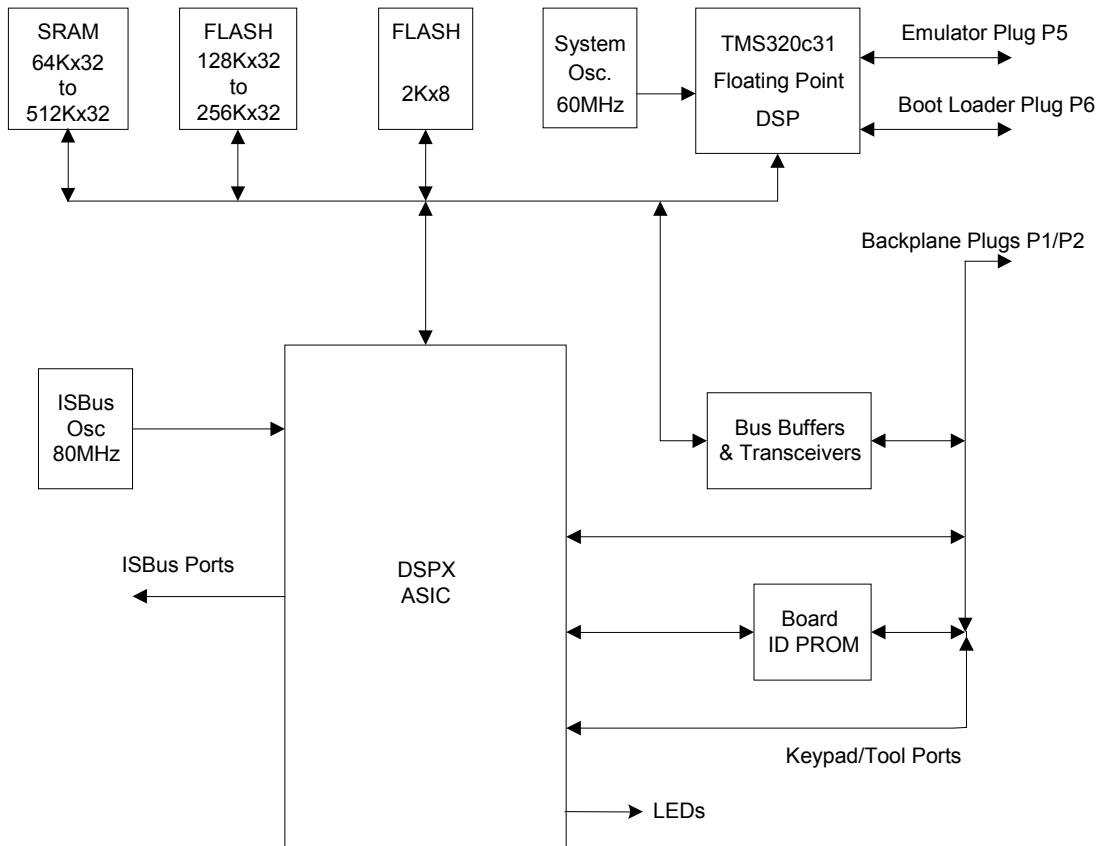 SRAM
64Kx32
to
512Kx32
FLASH
128Kx32
to
256Kx32
FLASH
2Kx8
System
Osc.
60MHz
TMS320c31
Floating Point
DSP
Emulator Plug P5
Boot Loader Plug P6
Backplane Plugs P1/P2
ISBus
Osc
80MHz
Bus Buffers
& Transceivers
ISBus Ports
DSPX
ASIC
Board
ID PROM
Keypad/Tool Ports
LEDs